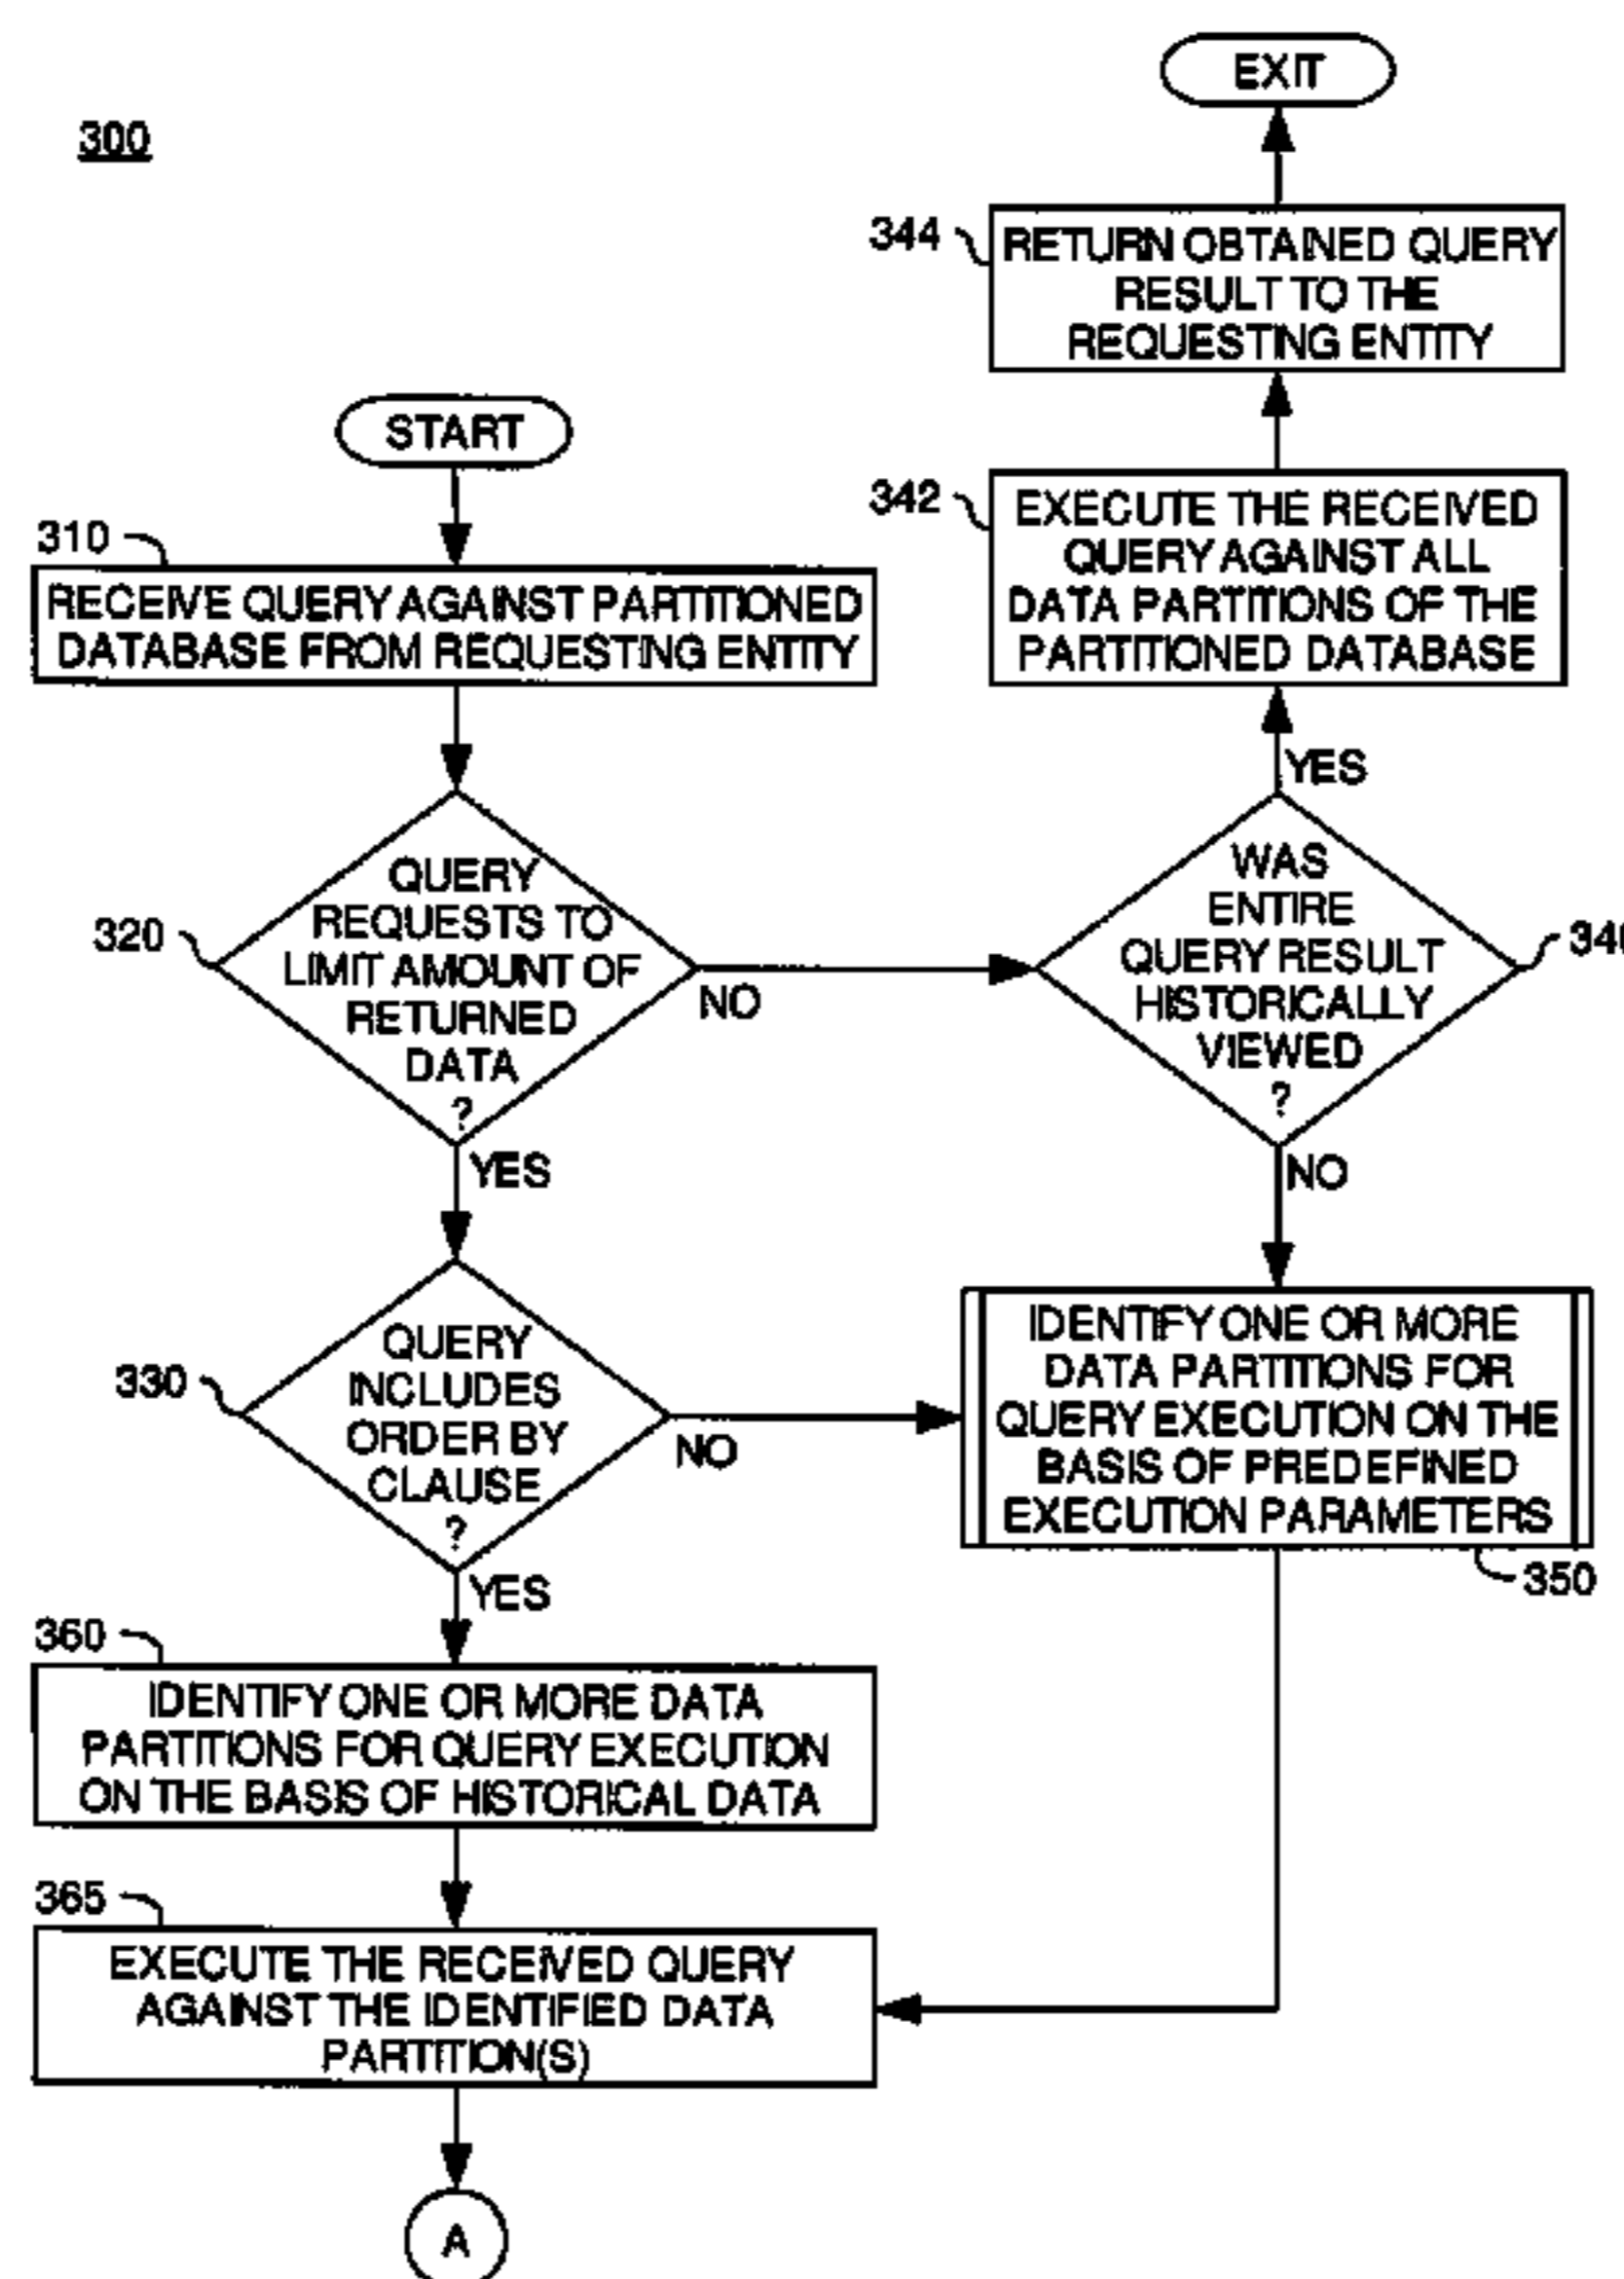 300
START
310
RECEIVE QUERY AGAINST PARTITIONED
DATABASE FROM REQUESTING ENTITY
320
QUERY
REQUESTS TO
LIMIT AMOUNT OF
RETURNED
DATA
?
NO
YES
330
QUERY
INCLUDES
ORDER BY
CLAUSE
?
NO
YES
360
IDENTIFY ONE OR MORE DATA
PARTITIONS FOR QUERY EXECUTION
ON THE BASIS OF HISTORICAL DATA
365
EXECUTE THE RECEIVED QUERY
AGAINST THE IDENTIFIED DATA
PARTITION(S)
A
EXIT
344
RETURN OBTAINED QUERY
RESULT TO THE
REQUESTING ENTITY
342
EXECUTE THE RECEIVED
QUERY AGAINST ALL
DATA PARTITIONS OF THE
PARTITIONED DATABASE
YES
WAS
ENTIRE
QUERY RESULT
HISTORICALLY
VIEWED
?
340
NO
IDENTIFY ONE OR MORE
DATA PARTITIONS FOR
QUERY EXECUTION ON THE
BASIS OF PREDEFINED
EXECUTION PARAMETERS
350